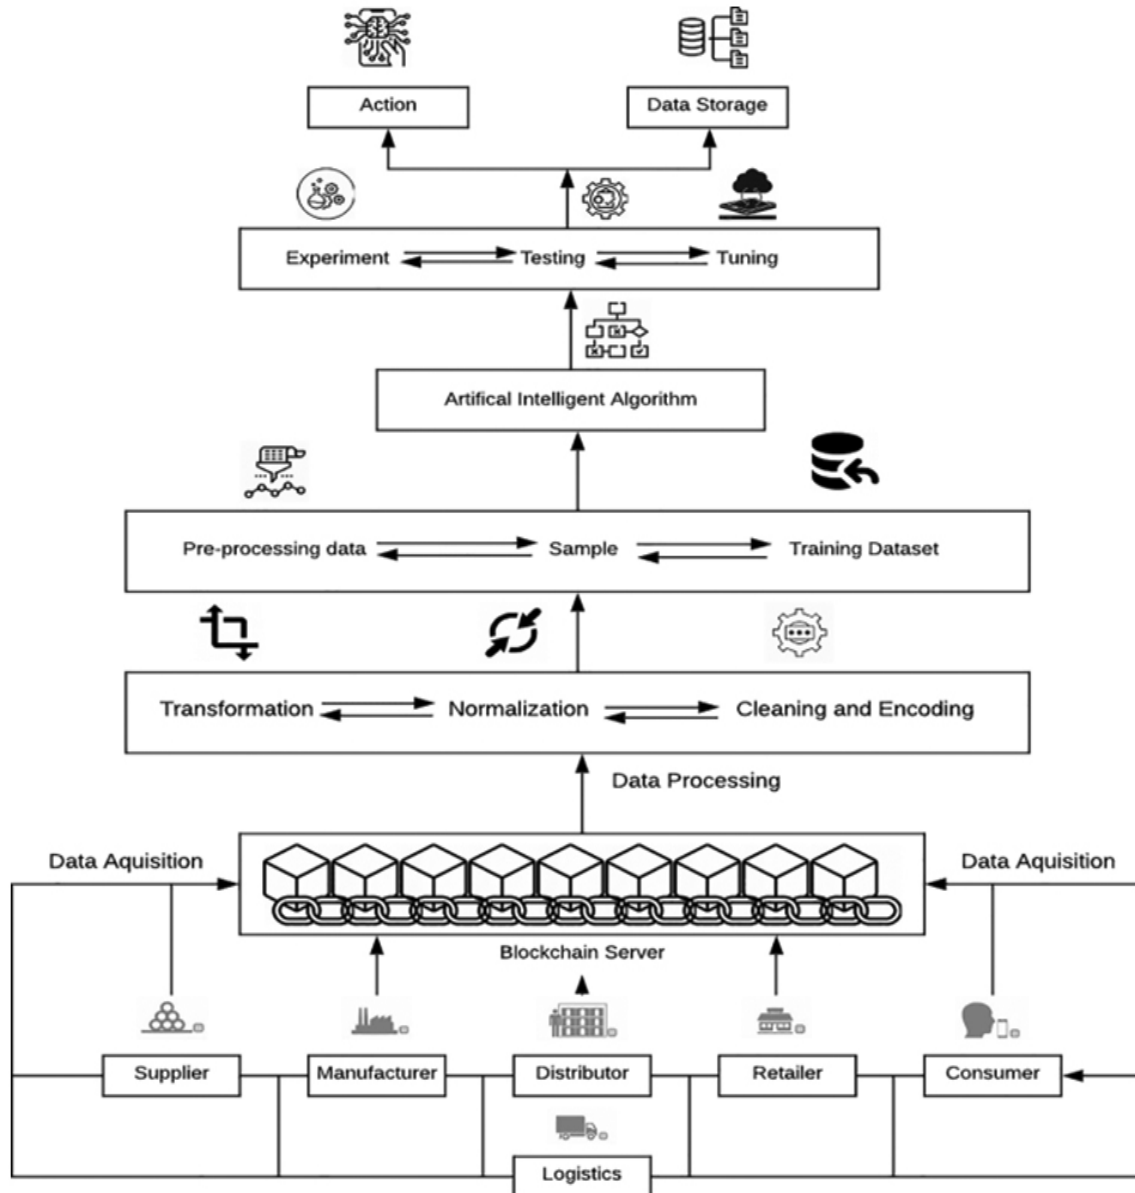 Action
Data Storage
Experiment
Testing
Tuning
Artifical Intelligent Algorithm
Pre-processing data
Sample
Training Dataset
Transformation
Normalization
Cleaning and Encoding
Data Processing
Data Aquisition
Data Aquisition
Blockchain Server
Supplier
Manufacturer
Distributor
Retailer
Consumer
Logistics